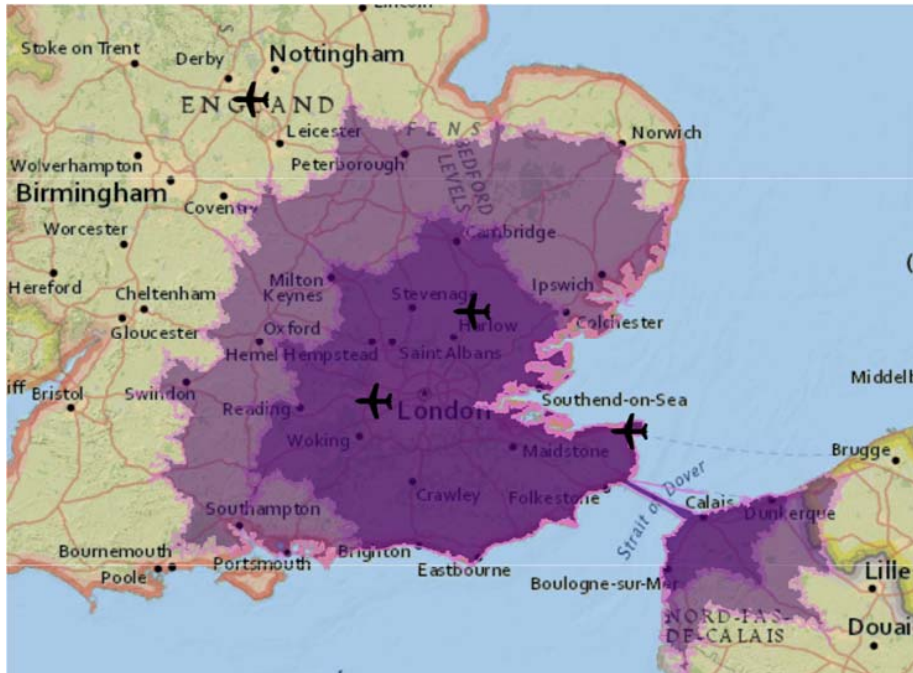 Lincoln
Stoke on Trent
Nottingham
Derby
ENGLAND
Leicester
FENS
Norwich
Peterborough
Wolverhampton
BEDFORD
LEVELS
Birmingham
Coventry
Worcester
Cambridge
Hereford
Milton
Keynes
Ipswich
Cheltenham
Stevenage
Gloucester
Oxford
Harlow
Colchester
Hemel Hempstead
Saint Albans
Swindon
Bristol
Reading
London
Southend-on-Sea
Woking
Maidstone
Brugge
Crawley
Folkestone
Strait of Dover
Calais
Dunkerque
Southampton
Bournemouth
Poole
Portsmouth
Brighton
Eastbourne
Boulogne-sur-Mer
Lille
NORD-PAS-
DE-CALAIS
Douai